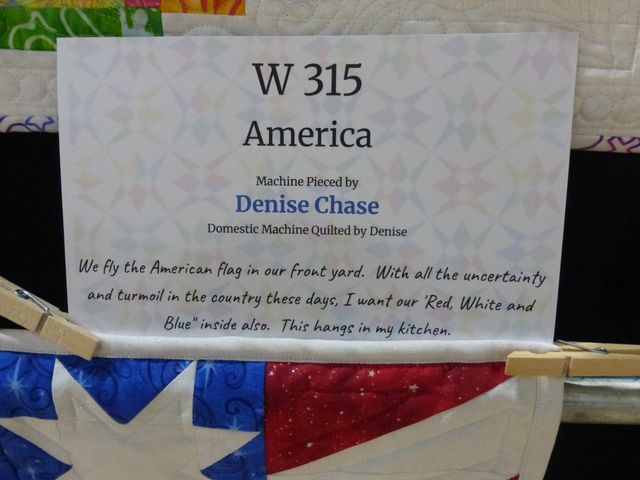 W 315
America
Machine Pieced by
Denise Chase
Domestic Machine Quilted by Denise
We fly the American flag in our front yard. With all the uncertainty
and turmoil in the country these days, I want our 'Red, White and
Blue" inside also. This hangs in my kitchen.